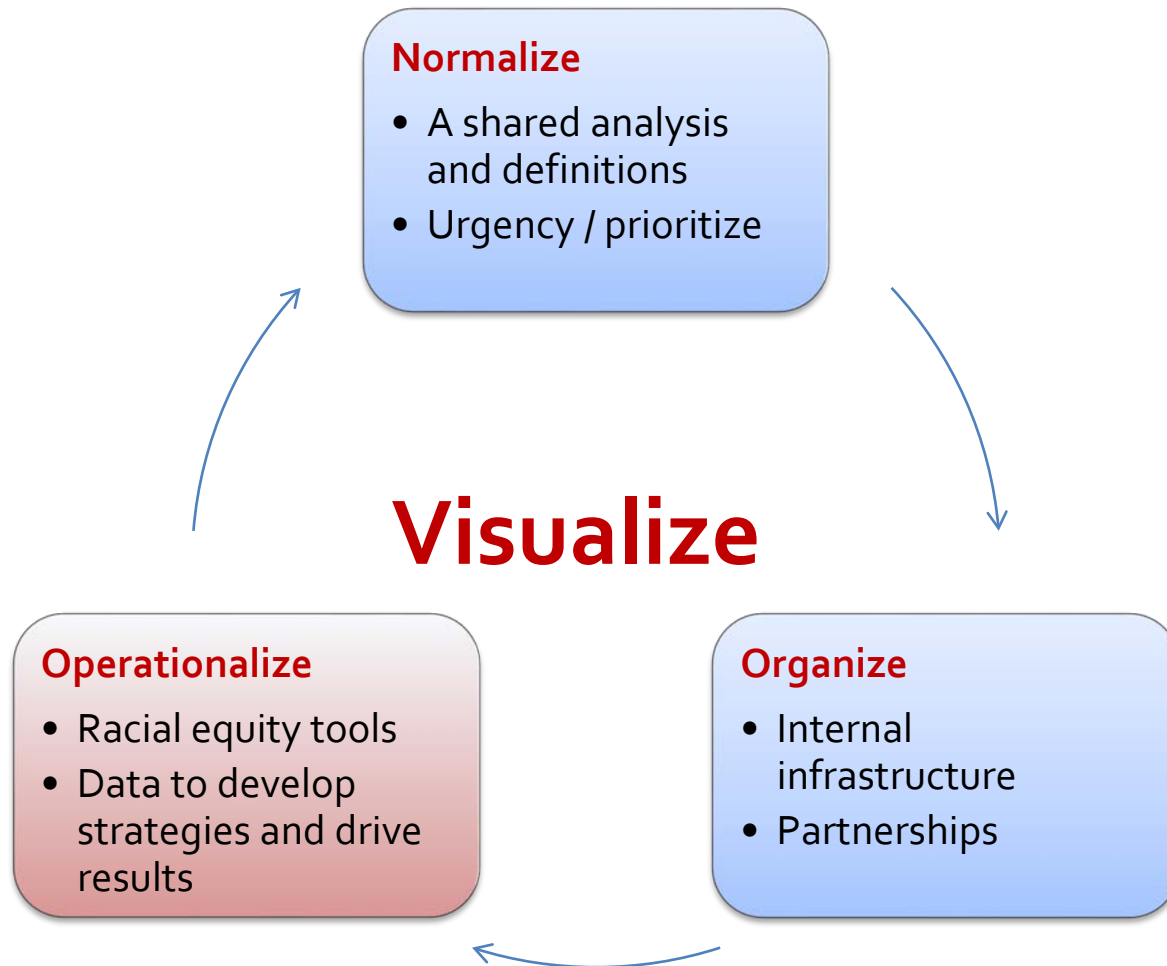 Normalize
• A shared analysis
and definitions
• Urgency / prioritize
Visualize
Operationalize
• Racial equity tools
• Data to develop
strategies and drive
results
Organize
• Internal
infrastructure
• Partnerships